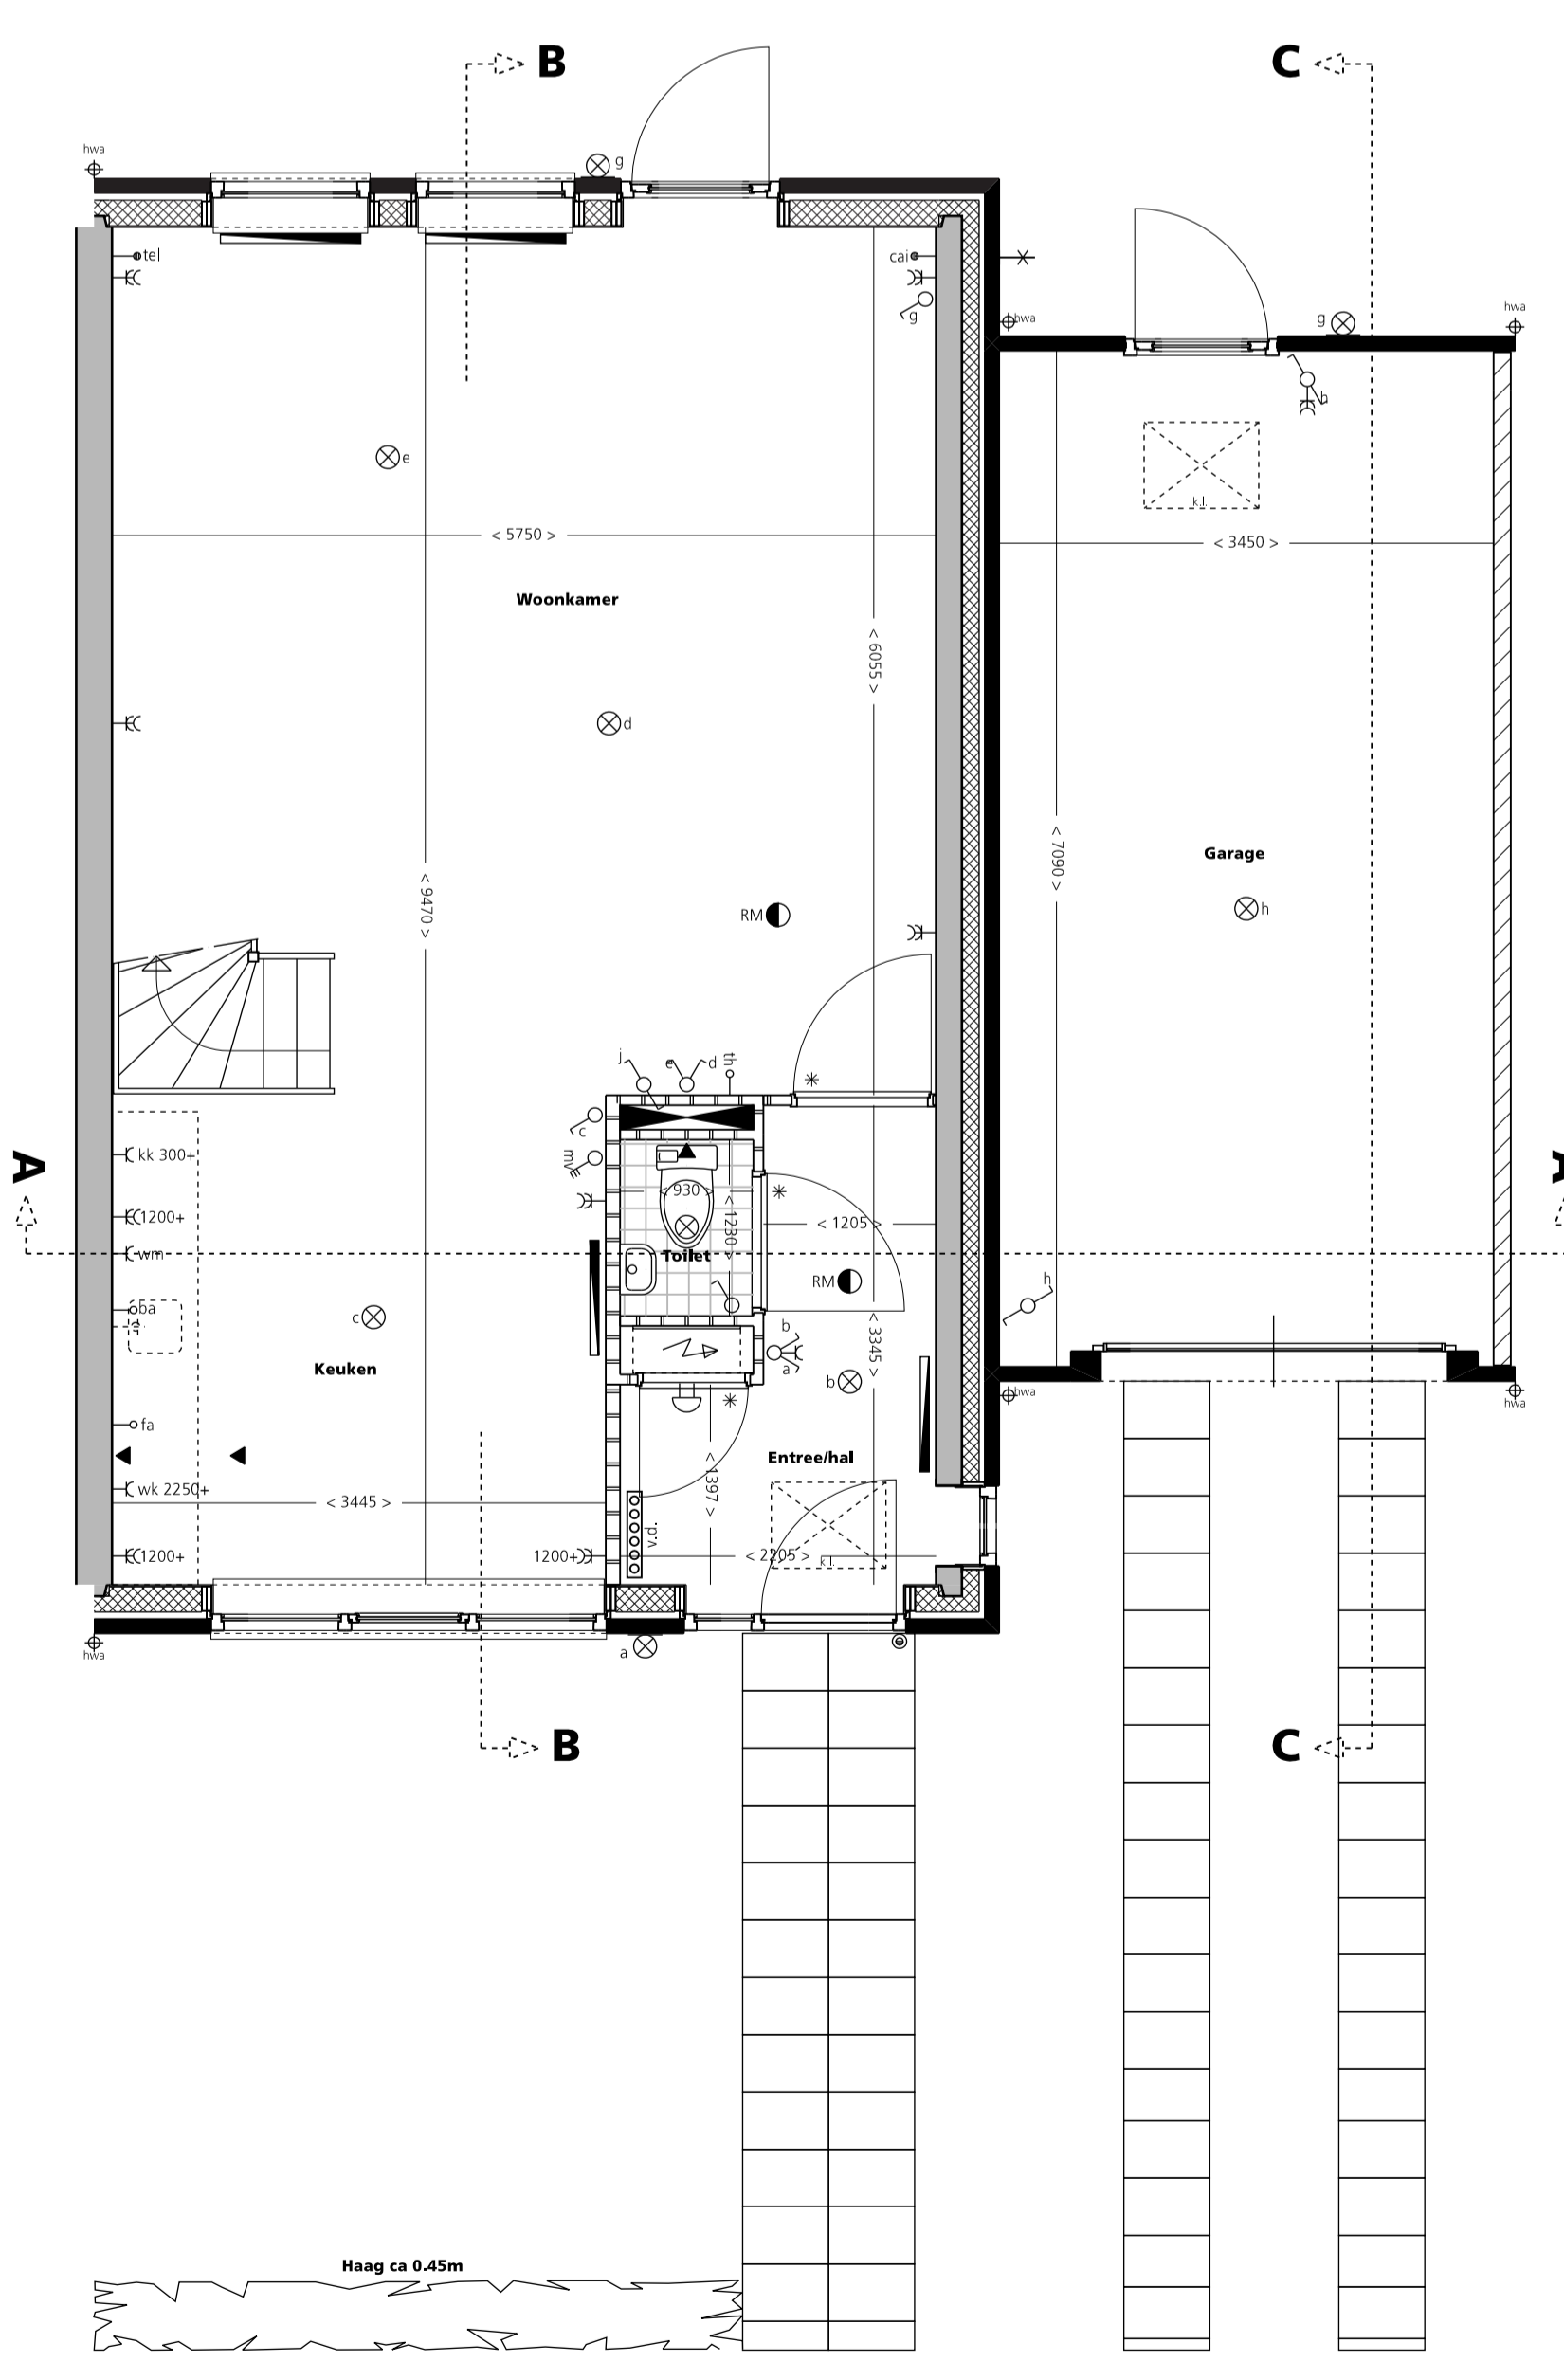 B
C
hwa
g
tel
cai
g
hwa
g
hwa
h
e
k.l.
< 5750 >
< 3450 >
Woonkamer
< 6055 >
d
< 7090 >
Garage
< 9470 >
RM
h
j
e
d
th
c
mv
A
kk 300+
A
< 930 >
1200+
< 1230 >
< 1205 >
wm
Toilet
RM
h
ba
c
b
Keuken
a
b
< 3345 >
hwa
hwa
fa
Entree/hal
< 1397 >
wk 2250+
< 3445 >
v.d.
1200+
1200+
< 2205 >
k.l.
hwa
a
B
C
Haag ca 0.45m